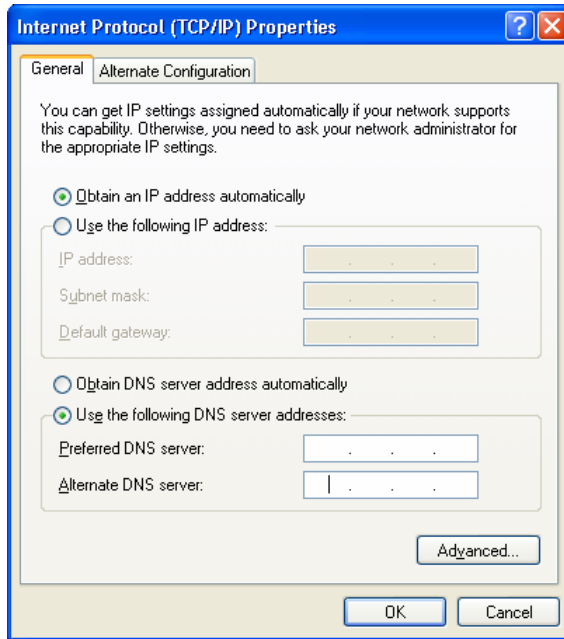 Internet Protocol (TCP/IP) Properties
General Alternate Configuration
You can get IP settings assigned automatically if your network supports
this capability. Otherwise, you need to ask your network administrator for
the appropriate IP settings.
Obtain an IP address automatically
Use the following IP address:
IP address:
Subnet mask:
Default gateway:
Obtain DNS server address automatically
Use the following DNS server addresses:
Preferred DNS server:
Alternate DNS server:
Advanced...
OK Cancel